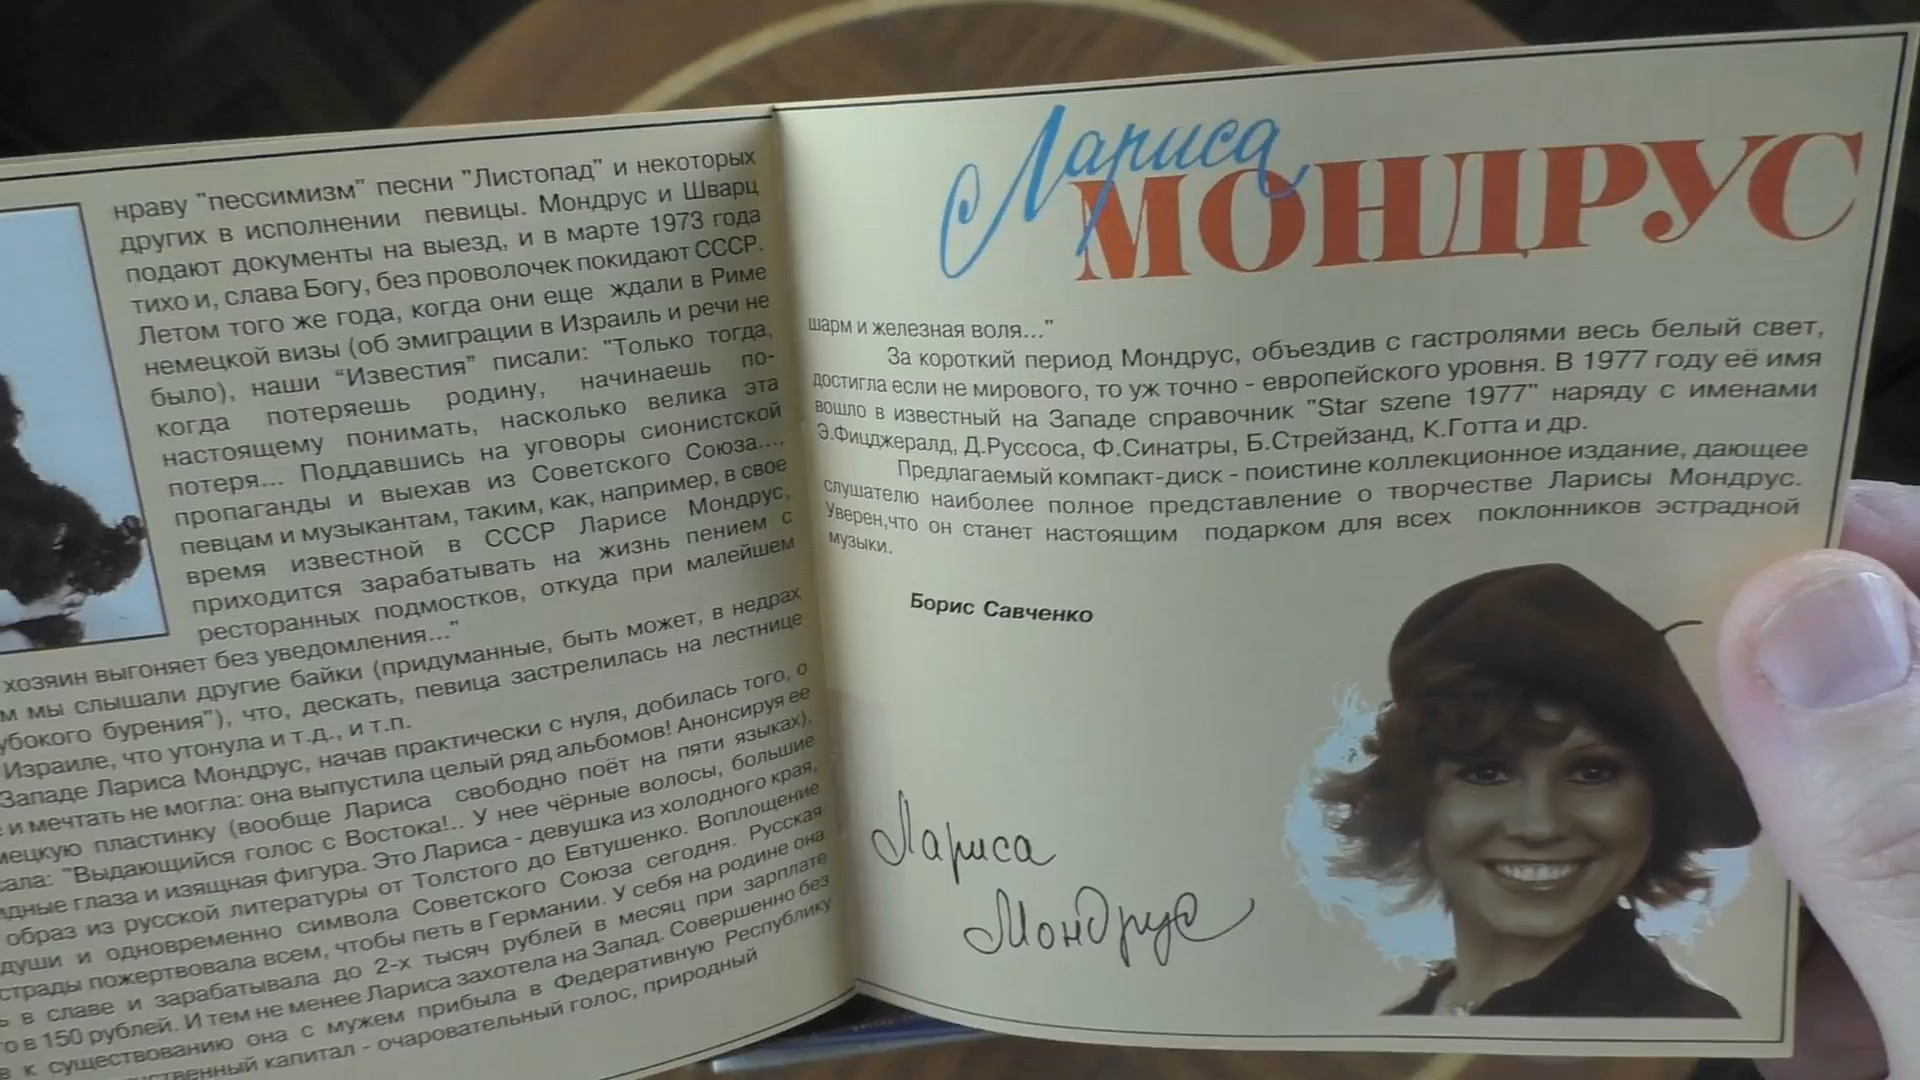 нраву "пессимизм" песни "Листопад" и некоторых
других в исполнении певицы. Мондрус и Шварц
подают документы на выезд, и в марте 1973 года
тихо и, слава Богу, без проволочек покидают СССР.
Летом того же года, когда они еще ждали в Риме
немецкой визы (об эмиграции в Израиль и речи не
было), наши “Известия" писали: "Только тогда,
когда потеряешь родину, начинаешь по-
настоящему понимать, насколько велика эта
потеря... Поддавшись на уговоры сионистской
пропаганды и выехав из Советского Союза...,
певцам и музыкантам, таким, как, например, в свое
время известной в СССР Ларисе Мондрус,
приходится зарабатывать на жизнь пением с
ресторанных подмостков, откуда при малейшем
хозяин выгоняет без уведомления..."
м мы слышали другие байки (придуманные, быть может, в недрах
убокого бурения"), что, дескать, певица застрелилась на лестнице
Израиле, что утонула и т.д., и т.п.
Западе Лариса Мондрус, начав практически с нуля, добилась того, о
и мечтать не могла: она выпустила целый ряд альбомов! Анонсируя ее
мецкую пластинку (вообще Лариса свободно поёт на пяти языках),
сала: "Выдающийся голос с Востока!.. У нее чёрные волосы, большие
идные глаза и изящная фигура. Это Лариса - девушка из холодного края,
образ из русской литературы от Толстого до Евтушенко. Воплощение
души и одновременно символа Советского Союза сегодня. Русская
страды пожертвовала всем, чтобы петь в Германии. У себя на родине она
ь в славе и зарабатывала до 2-х тысяч рублей в месяц при зарплате
го в 150 рублей. И тем не менее Лариса захотела на Запад. Совершенно без
в к существованию она с мужем прибыла в Федеративную Республику
нственный капитал - очаровательный голос, природный
Лариса
МОНДРУС
шарм и железная воля..."
За короткий период Мондрус, объездив с гастролями весь белый свет,
достигла если не мирового, то уж точно - европейского уровня. В 1977 году её имя
вошло в известный на Западе справочник "Star szene 1977" наряду с именами
Э.Фицджеральд, Д.Руссоса, Ф.Синатры, Б.Стрейзанд, К.Готта и др.
Предлагаемый компакт-диск - поистине коллекционное издание, дающее
слушателю наиболее полное представление о творчестве Ларисы Мондрус.
Уверен,что он станет настоящим подарком для всех поклонников эстрадной
музыки.
Борис Савченко
Лариса
Мондрус